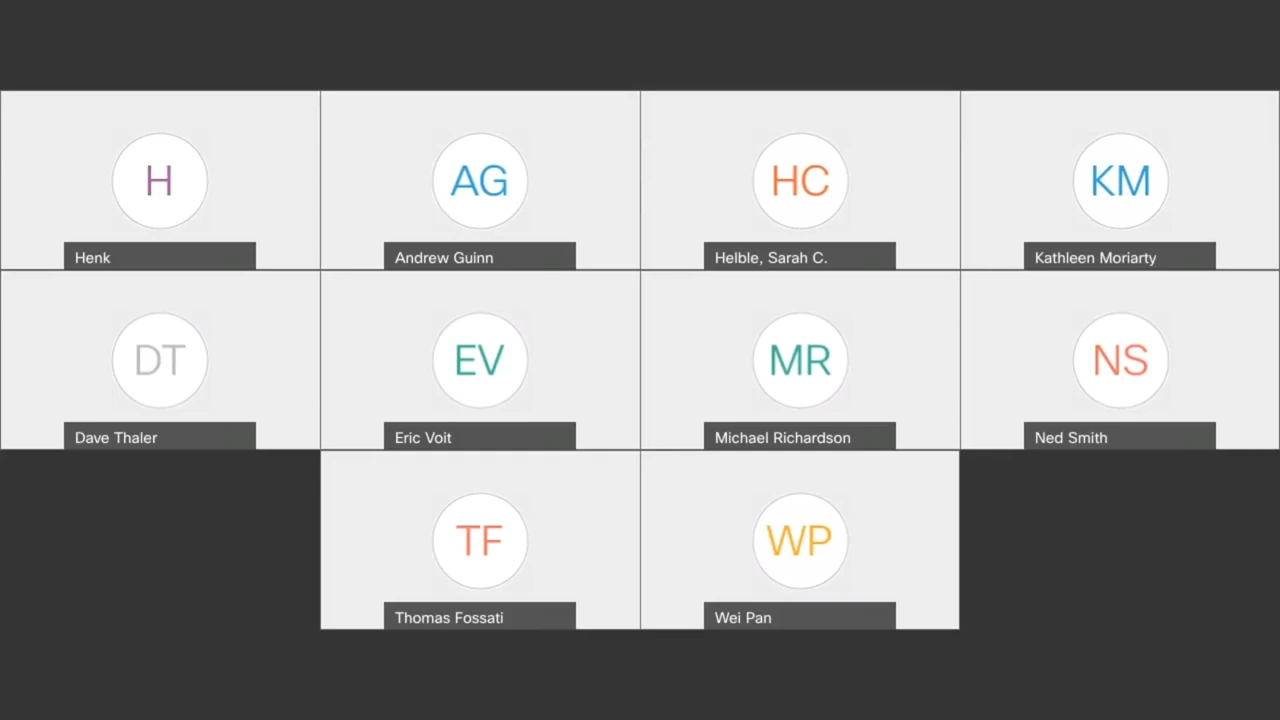 H
AG
HC
KM
Henk
Andrew Guinn
Helble, Sarah C.
Kathleen Moriarty
DT
EV
MR
NS
Dave Thaler
Eric Voit
Michael Richardson
Ned Smith
TF
WP
Thomas Fossati
Wei Pan